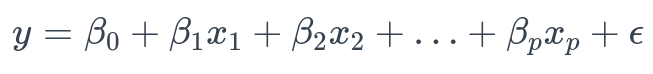 y = β₀ + β₁x₁ + β₂x₂ + . . . + βₚxₚ + ϵ